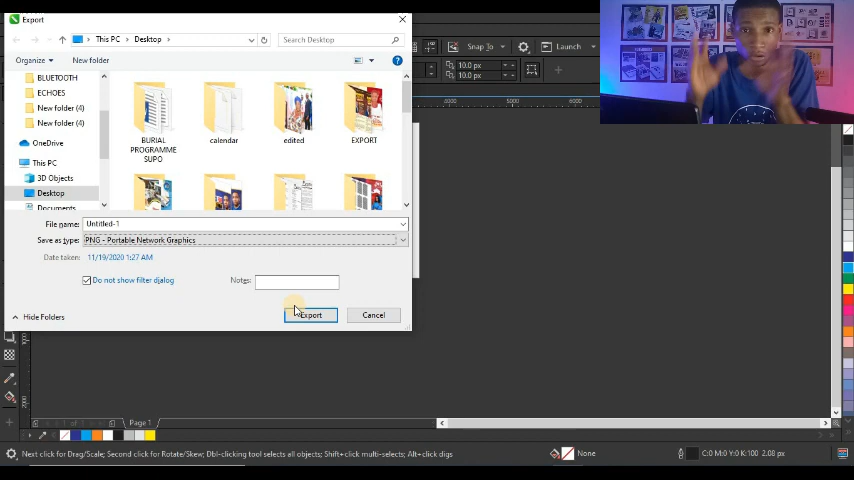 Export
This PC > Desktop >
Search Desktop
Organize
New folder
BLUETOOTH
ECHOES
New folder (4)
New folder (4)
OneDrive
This PC
3D Objects
Desktop
Documents
BURIAL
PROGRAMME
SUPO
calendar
edited
EXPORT
File name: Untitled-1
Save as type: PNG - Portable Network Graphics
Date taken: 11/19/2020 1:27 AM
Do not show filter dialog
Notes:
Hide Folders
Export
Cancel
Snap To
Launch
10.0 px
10.0 px
4000
5000
6000
Page 1
Next click for Drag/Scale; Second click for Rotate/Skew; Dbl-clicking tool selects all objects; Shift+click multi-selects; Alt+click digs
None
C:0 M:0 Y:0 K:100 2.08 px